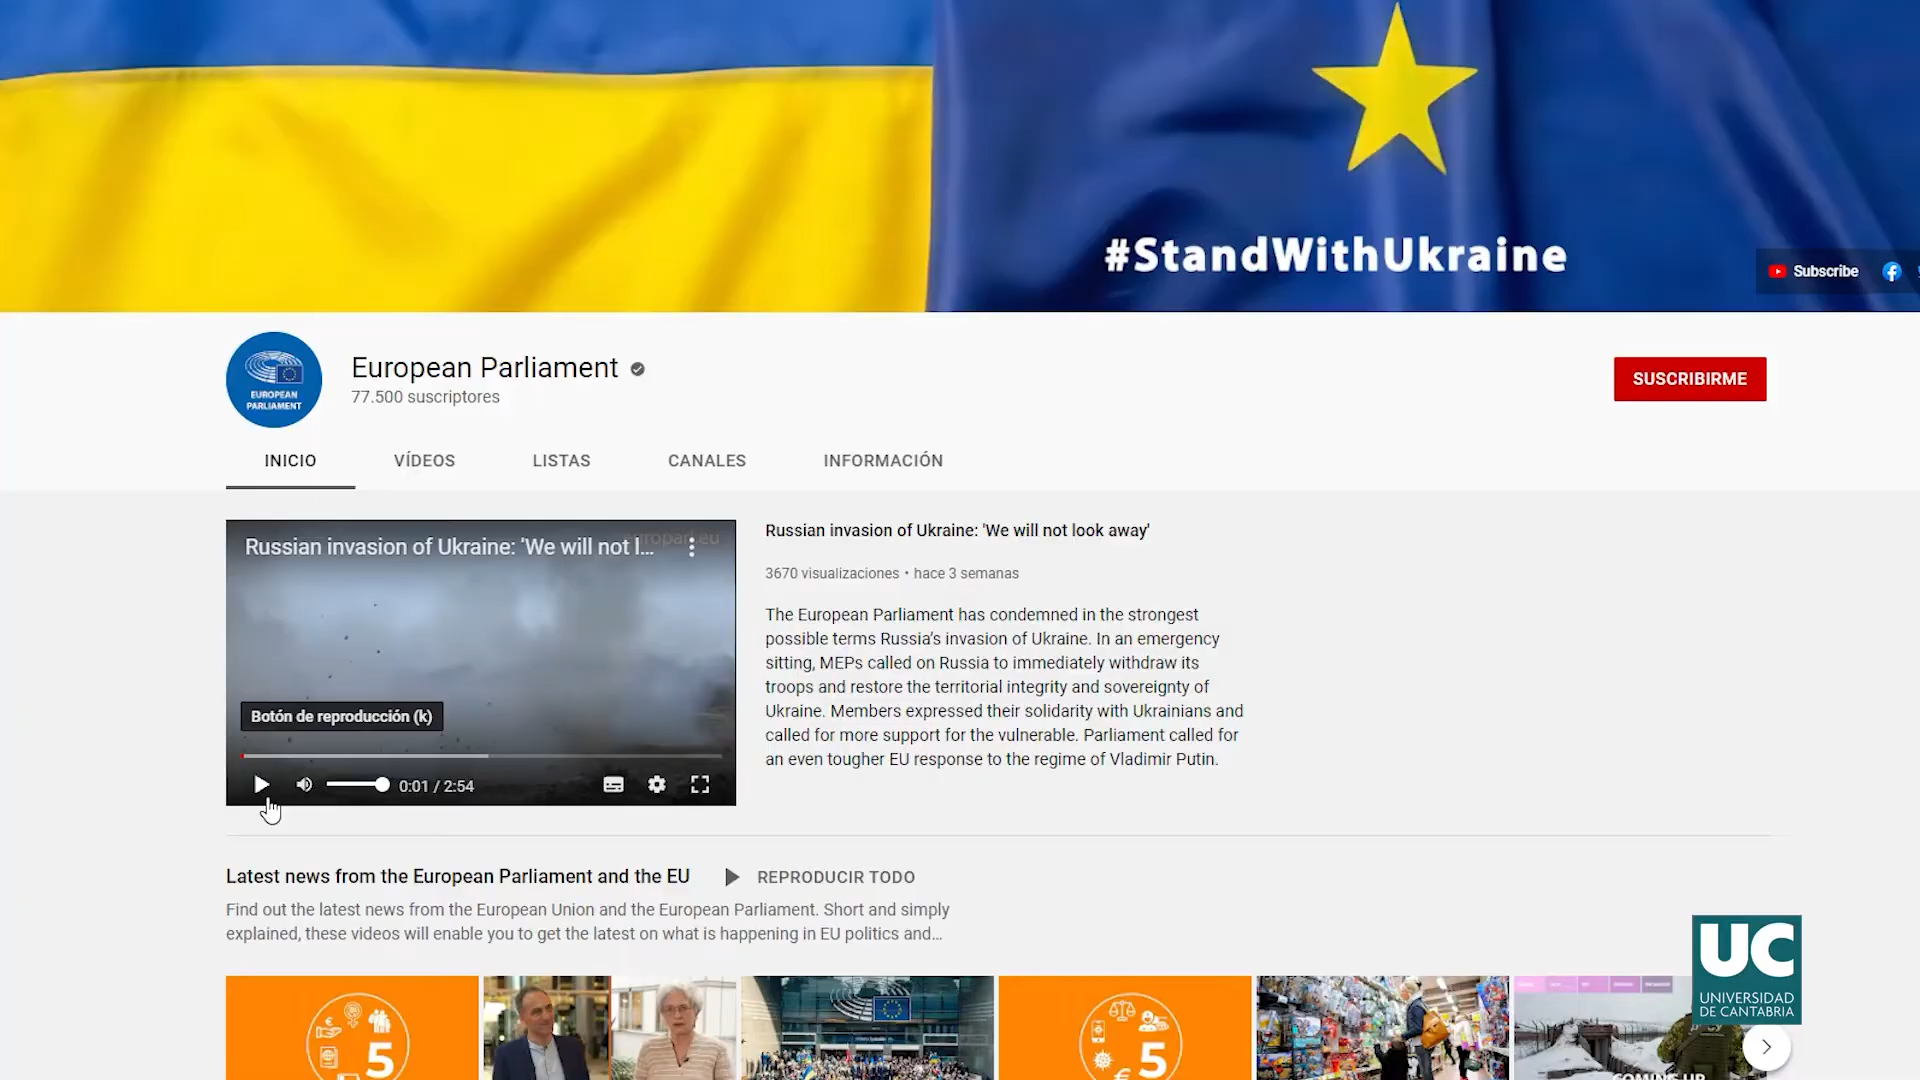 #StandWithUkraine
Subscribe
EUROPEAN
PARLIAMENT
European Parliament
77.500 suscriptores
SUSCRIBIRME
INICIO
VÍDEOS
LISTAS
CANALES
INFORMACIÓN
Russian invasion of Ukraine: 'We will not l...
Botón de reproducción (k)
0:01 / 2:54
Russian invasion of Ukraine: 'We will not look away'
3670 visualizaciones • hace 3 semanas
The European Parliament has condemned in the strongest
possible terms Russia's invasion of Ukraine. In an emergency
sitting, MEPs called on Russia to immediately withdraw its
troops and restore the territorial integrity and sovereignty of
Ukraine. Members expressed their solidarity with Ukrainians and
called for more support for the vulnerable. Parliament called for
an even tougher EU response to the regime of Vladimir Putin.
Latest news from the European Parliament and the EU
REPRODUCIR TODO
Find out the latest news from the European Union and the European Parliament. Short and simply
explained, these videos will enable you to get the latest on what is happening in EU politics and...
5
5
UC
UNIVERSIDAD
DE CANTABRIA